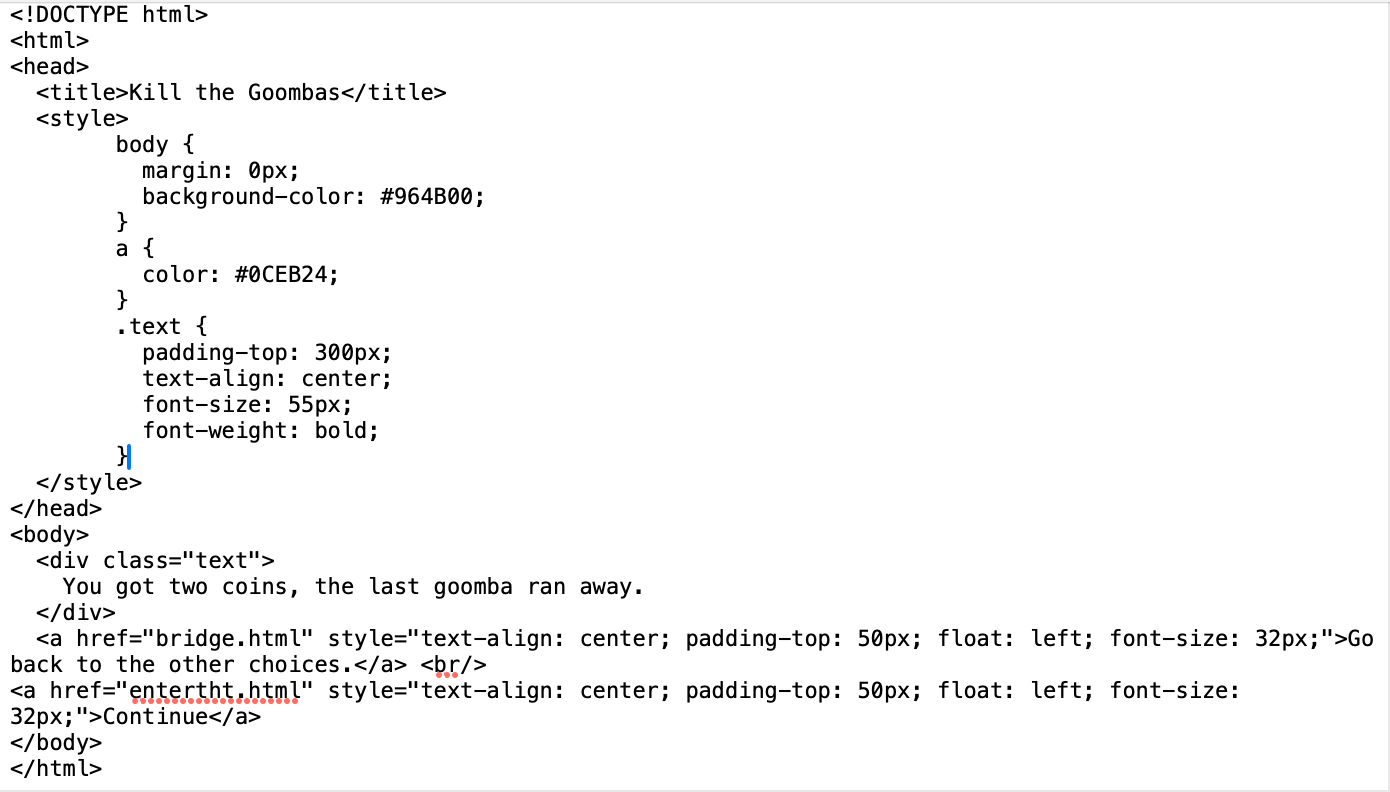 <!DOCTYPE html>
<html>
<head>
  <title>Kill the Goombas</title>
  <style>
        body {
          margin: 0px;
          background-color: #964B00;
        }
        a {
          color: #0CEB24;
        }
        .text {
          padding-top: 300px;
          text-align: center;
          font-size: 55px;
          font-weight: bold;
        }
  </style>
</head>
<body>
  <div class="text">
    You got two coins, the last goomba ran away.
  </div>
  <a href="bridge.html" style="text-align: center; padding-top: 50px; float: left; font-size: 32px;">Go
back to the other choices.</a> <br/>
<a href="entertht.html" style="text-align: center; padding-top: 50px; float: left; font-size:
32px;">Continue</a>
</body>
</html>